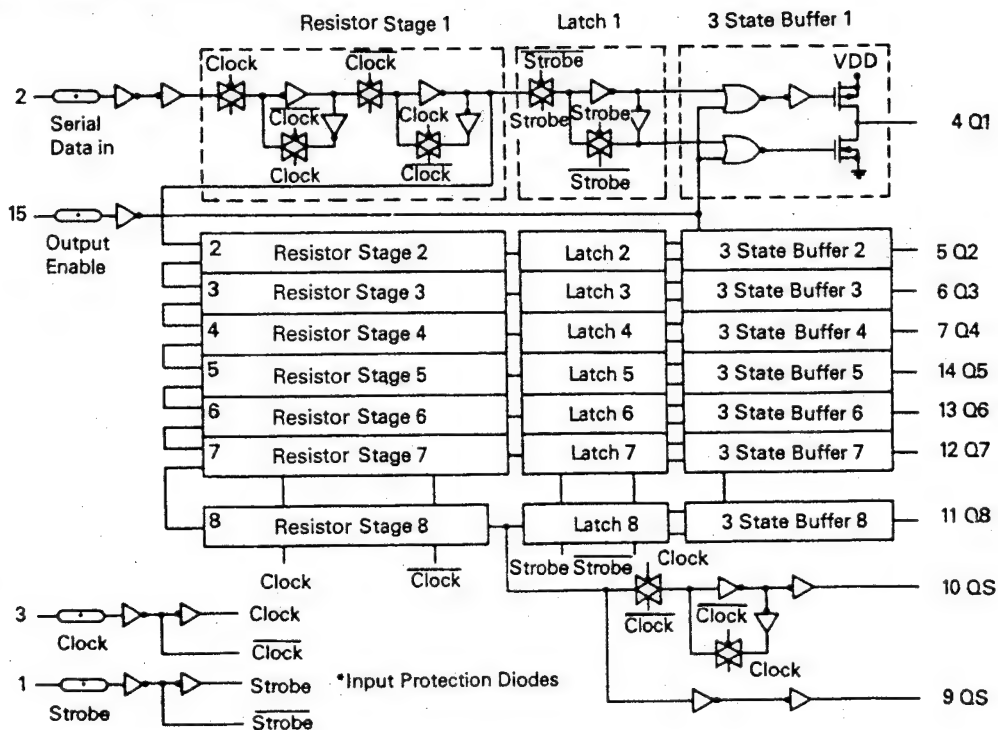 Resistor Stage 1
Latch 1
3 State Buffer 1
Clock
Clock
Strobe
VDD
2
Serial
Data in
Clock
Clock
Clock
Clock
Strobe
Strobe
Strobe
4 Q1
15
Output
Enable
2 Resistor Stage 2 Latch 2 3 State Buffer 2 5 Q2
3 Resistor Stage 3 Latch 3 3 State Buffer 3 6 Q3
4 Resistor Stage 4 Latch 4 3 State Buffer 4 7 Q4
5 Resistor Stage 5 Latch 5 3 State Buffer 5 14 Q5
6 Resistor Stage 6 Latch 6 3 State Buffer 6 13 Q6
7 Resistor Stage 7 Latch 7 3 State Buffer 7 12 Q7
8 Resistor Stage 8 Latch 8 3 State Buffer 8 11 Q8
Clock
Clock
Strobe Strobe
Clock
Clock
Clock
Clock
10 QS
3
Clock
Clock
Clock
1
Strobe
Strobe
Strobe
*Input Protection Diodes
9 QS